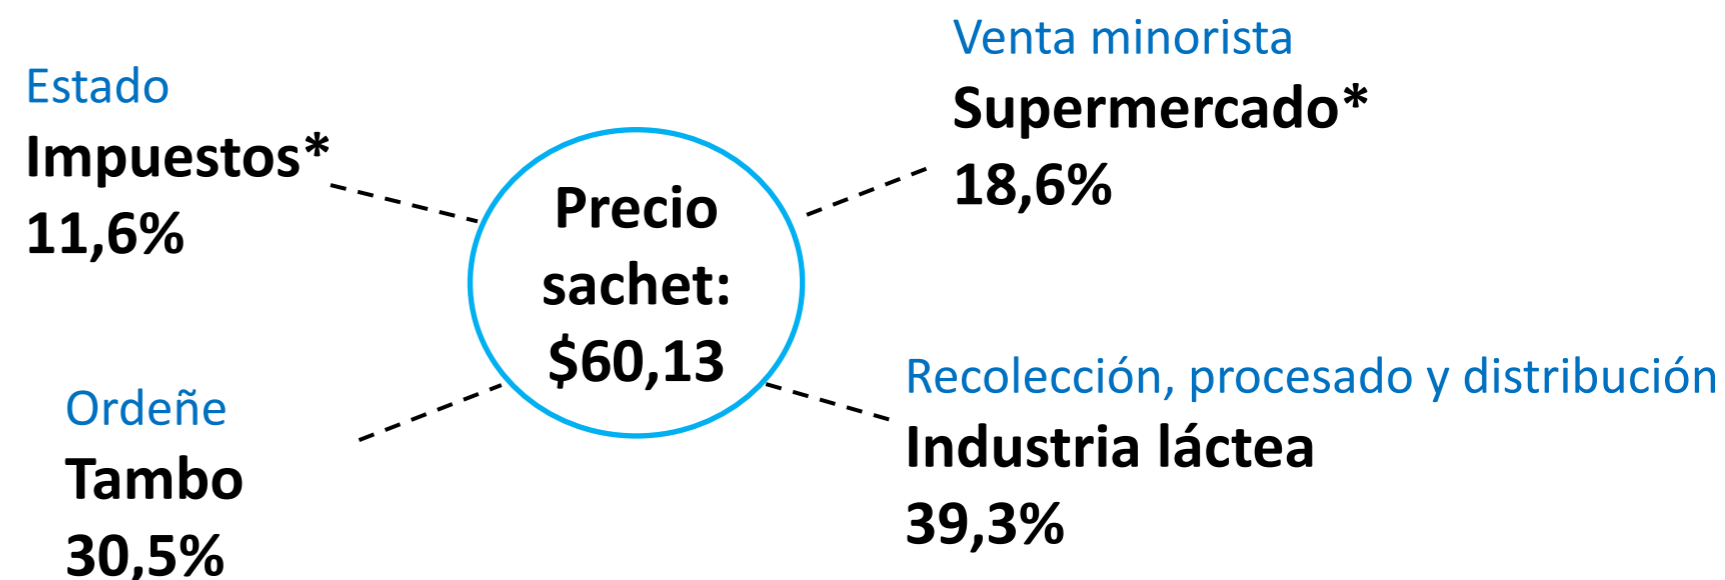 Estado
Impuestos*
11,6%
Venta minorista
Supermercado*
18,6%
Precio
sachet:
$60,13
Ordeñe
Tambo
30,5%
Recolección, procesado y distribución
Industria láctea
39,3%